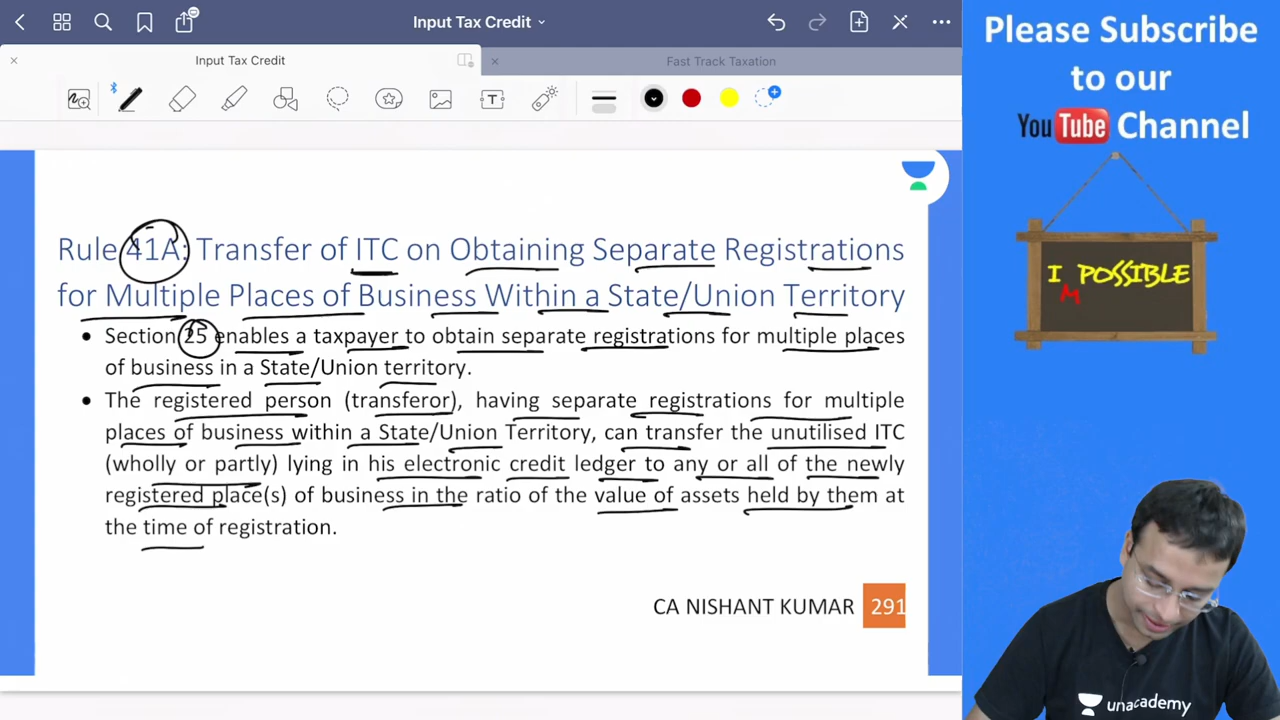 Input Tax Credit
Input Tax Credit
Fast Track Taxation
Please Subscribe
to our
YouTube Channel
I POSSIBLE
M
Rule 41A: Transfer of ITC on Obtaining Separate Registrations
for Multiple Places of Business Within a State/Union Territory
• Section 25 enables a taxpayer to obtain separate registrations for multiple places
of business in a State/Union territory.
• The registered person (transferor), having separate registrations for multiple
places of business within a State/Union Territory, can transfer the unutilised ITC
(wholly or partly) lying in his electronic credit ledger to any or all of the newly
registered place(s) of business in the ratio of the value of assets held by them at
the time of registration.
CA NISHANT KUMAR 291
unacademy